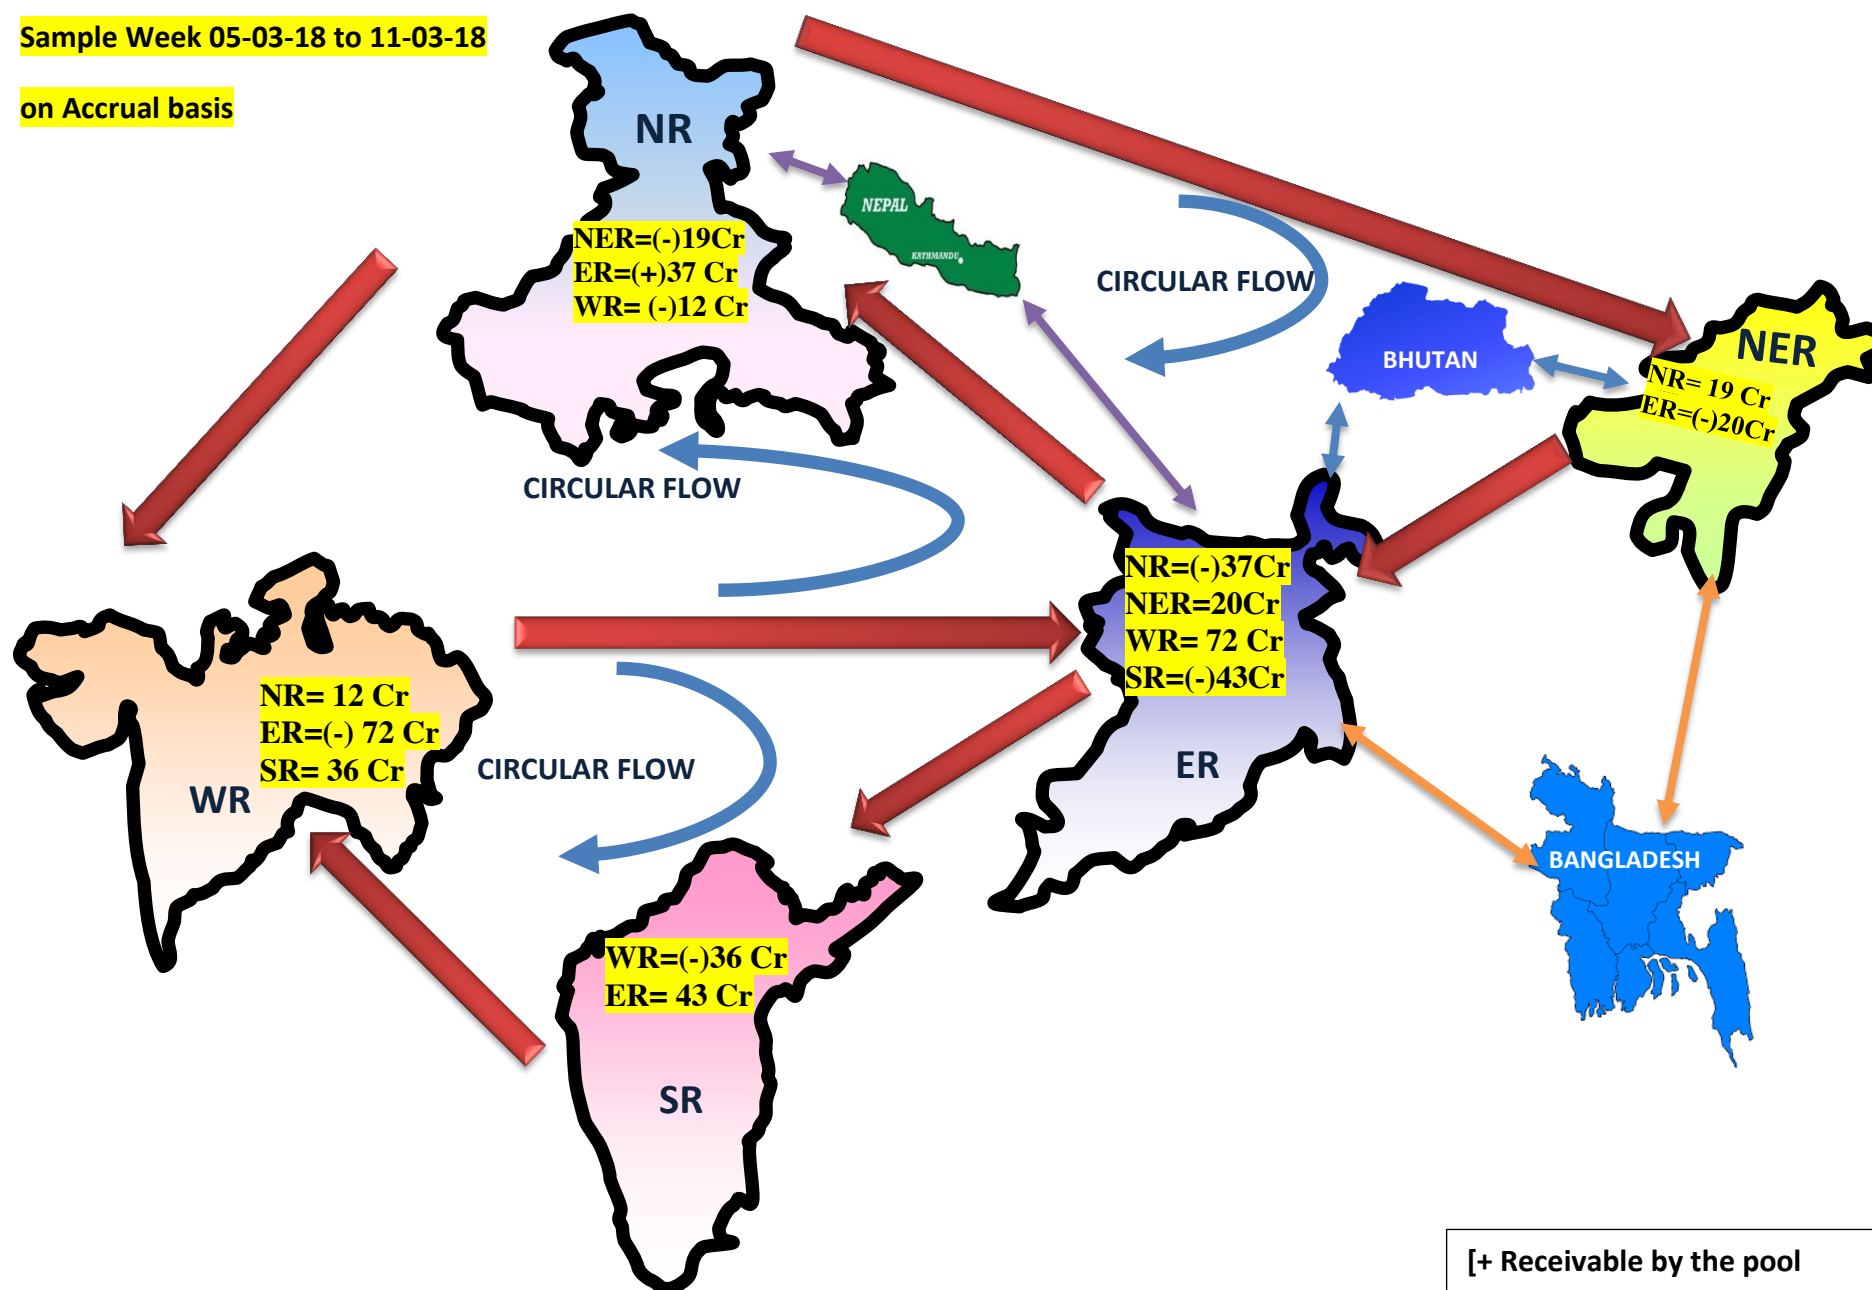 Sample Week 05-03-18 to 11-03-18
on Accrual basis
NR
NER=(-)19Cr
ER=(+)37 Cr
WR= (-)12 Cr
NEPAL
KATHMANDU
CIRCULAR FLOW
BHUTAN
NER
NR= 19 Cr
ER=(-)20Cr
CIRCULAR FLOW
NR=(-)37Cr
NER=20Cr
WR= 72 Cr
SR=(-)43Cr
ER
NR= 12 Cr
ER=(-) 72 Cr
SR= 36 Cr
WR
CIRCULAR FLOW
BANGLADESH
WR=(-)36 Cr
ER= 43 Cr
SR
[+ Receivable by the pool